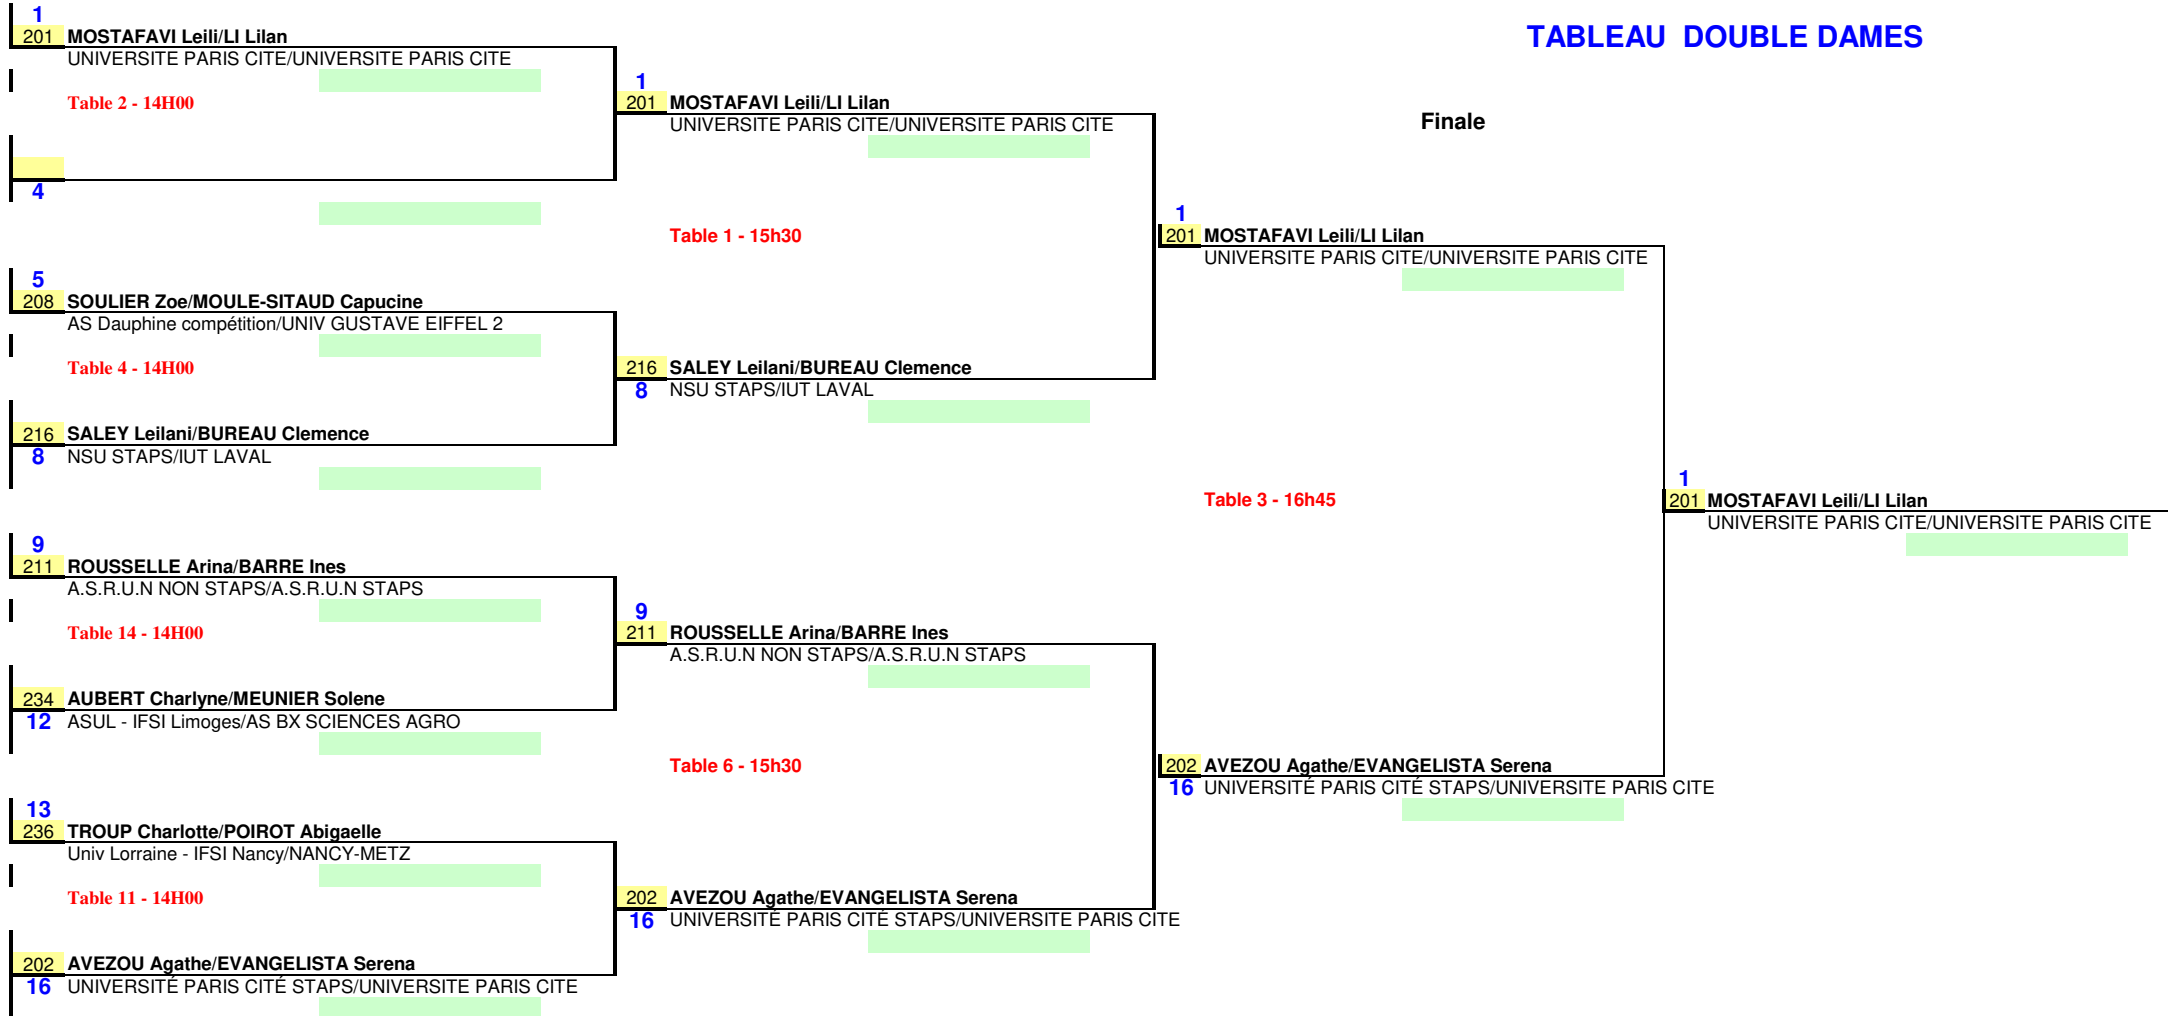 TABLEAU DOUBLE DAMES
Finale
1
201 MOSTAFAVI Leili/LI Lilan
UNIVERSITE PARIS CITE/UNIVERSITE PARIS CITE
Table 2 - 14H00
4
5
208 SOULIER Zoe/MOULE-SITAUD Capucine
AS Dauphine compétition/UNIV GUSTAVE EIFFEL 2
Table 4 - 14H00
216 SALEY Leilani/BUREAU Clemence
8 NSU STAPS/IUT LAVAL
9
211 ROUSSELLE Arina/BARRE Ines
A.S.R.U.N NON STAPS/A.S.R.U.N STAPS
Table 14 - 14H00
234 AUBERT Charlyne/MEUNIER Solene
12 ASUL - IFSI Limoges/AS BX SCIENCES AGRO
13
236 TROUP Charlotte/POIROT Abigaelle
Univ Lorraine - IFSI Nancy/NANCY-METZ
Table 11 - 14H00
202 AVEZOU Agathe/EVANGELISTA Serena
16 UNIVERSITÉ PARIS CITÉ STAPS/UNIVERSITE PARIS CITE
1
201 MOSTAFAVI Leili/LI Lilan
UNIVERSITE PARIS CITE/UNIVERSITE PARIS CITE
Table 1 - 15h30
216 SALEY Leilani/BUREAU Clemence
8 NSU STAPS/IUT LAVAL
9
211 ROUSSELLE Arina/BARRE Ines
A.S.R.U.N NON STAPS/A.S.R.U.N STAPS
Table 6 - 15h30
202 AVEZOU Agathe/EVANGELISTA Serena
16 UNIVERSITÉ PARIS CITÉ STAPS/UNIVERSITE PARIS CITE
1
201 MOSTAFAVI Leili/LI Lilan
UNIVERSITE PARIS CITE/UNIVERSITE PARIS CITE
Table 3 - 16h45
202 AVEZOU Agathe/EVANGELISTA Serena
16 UNIVERSITÉ PARIS CITÉ STAPS/UNIVERSITE PARIS CITE
1
201 MOSTAFAVI Leili/LI Lilan
UNIVERSITE PARIS CITE/UNIVERSITE PARIS CITE